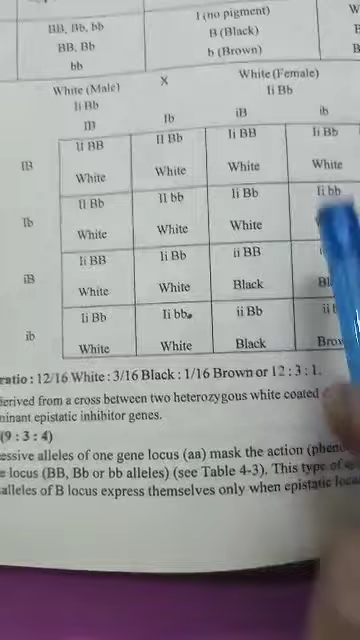 I (no pigment)
BB, Bb, bb B (Black)
BB, Bb b (Brown)
bb
White (Male) X White (Female)
Ii Bb Ii Bb
IB Ib iB ib
IB II BB II Bb Ii BB Ii Bb
White White White White
Ib II Bb II bb Ii Bb Ii bb
White White White
iB Ii BB Ii Bb ii BB
White White Black
ib Ii Bb Ii bb ii Bb
White White Black
ratio : 12/16 White : 3/16 Black : 1/16 Brown or 12 : 3 : 1.
derived from a cross between two heterozygous white coated
minant epistatic inhibitor genes.
(9 : 3 : 4)
essive alleles of one gene locus (aa) mask the action
e locus (BB, Bb or bb alleles) (see Table 4-3). This type of
alleles of B locus express themselves only when epistatic